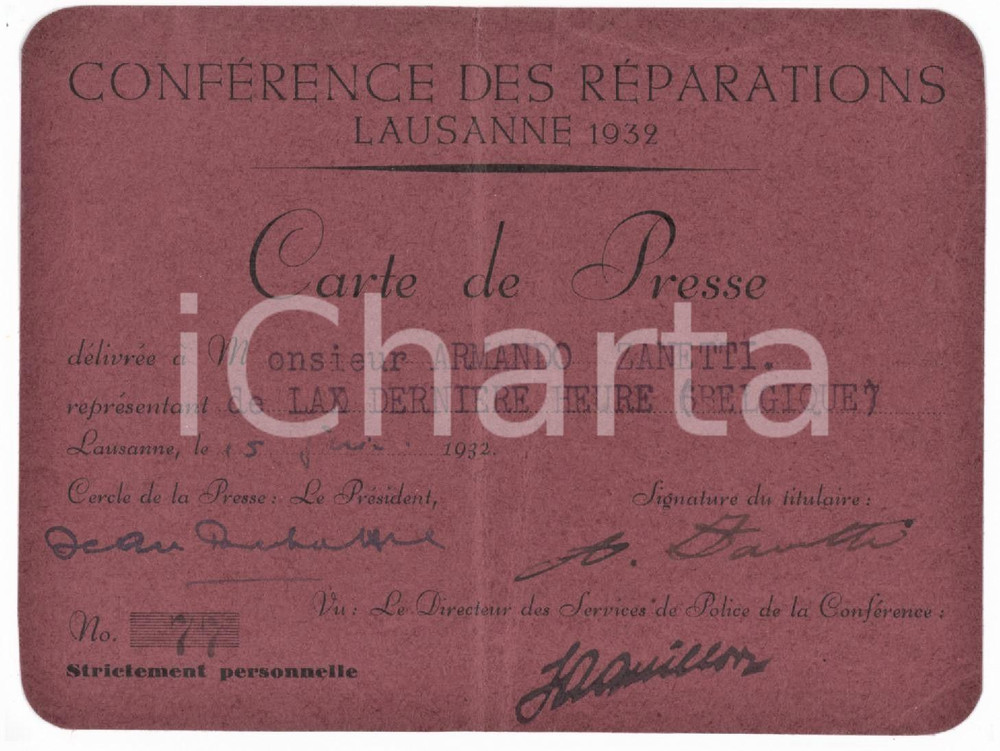 CONFÉRENCE DES RÉPARATIONS
LAUSANNE 1932
Carte de Presse
délivrée à Monsieur ARMANDO ZANETTI.
représentant de LAX DERNIERE HEURE (BELGIQUE)
Lausanne, le 15 juin 1932.
Cercle de la Presse: Le Président,
Signature du titulaire:
Jean
A. Zanetti
Vu: Le Directeur des Services de Police de la Conférence:
No. 77
Strictement personnelle
iCharta